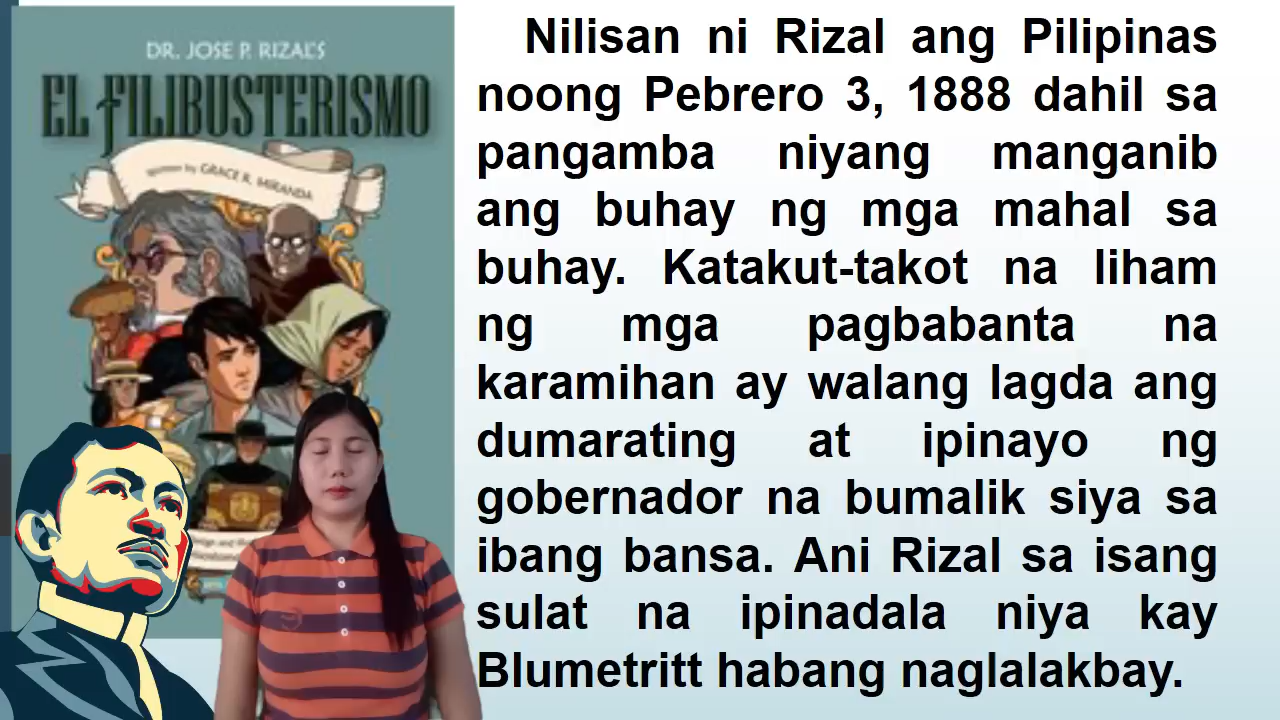 DR. JOSE P. RIZAL'S
EL FILIBUSTERISMO
Written by GRACE R. MIRANDA
Nilisan ni Rizal ang Pilipinas
noong Pebrero 3, 1888 dahil sa
pangamba niyang manganib
ang buhay ng mga mahal sa
buhay. Katakut-takot na liham
ng mga pagbabanta na
karamihan ay walang lagda ang
dumarating at ipinayo ng
gobernador na bumalik siya sa
ibang bansa. Ani Rizal sa isang
sulat na ipinadala niya kay
Blumetritt habang naglalakbay.